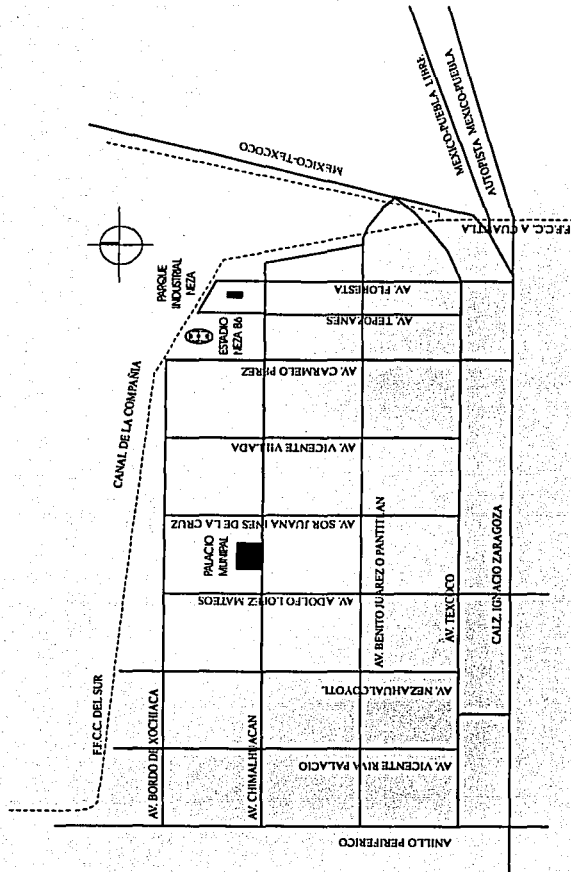 MEXICO-PUEBLA LIBRE.
AUTOPISTA MEXICO-PUEBLA
MEXICO-TEXCOCO
F.F.C.C. A CUAUTLA
PARQUE
INDUSTRIAL
NEZA
AV. FLORESTA
AV. TEPOZANES
ESTADIO
NEZA 86
AV. CARMELO PEREZ
CANAL DE LA COMPAÑIA
AV. VICENTE VILLADA
AV. SOR JUANA INES DE LA CRUZ
PALACIO
MUNIPAL
AV. ADOLFO LOPEZ MATEOS
AV. BENITO JUAREZ O PANTITLAN
AV. TEXCOCO
CALZ. IGNACIO ZARAGOZA
AV. NEZAHUALCOYOTL
F.F.C.C. DEL SUR
AV. BORDO DE XOCHIACA
AV. CHIMALHUACAN
AV. VICENTE RIVA PALACIO
ANILLO PERIFERICO